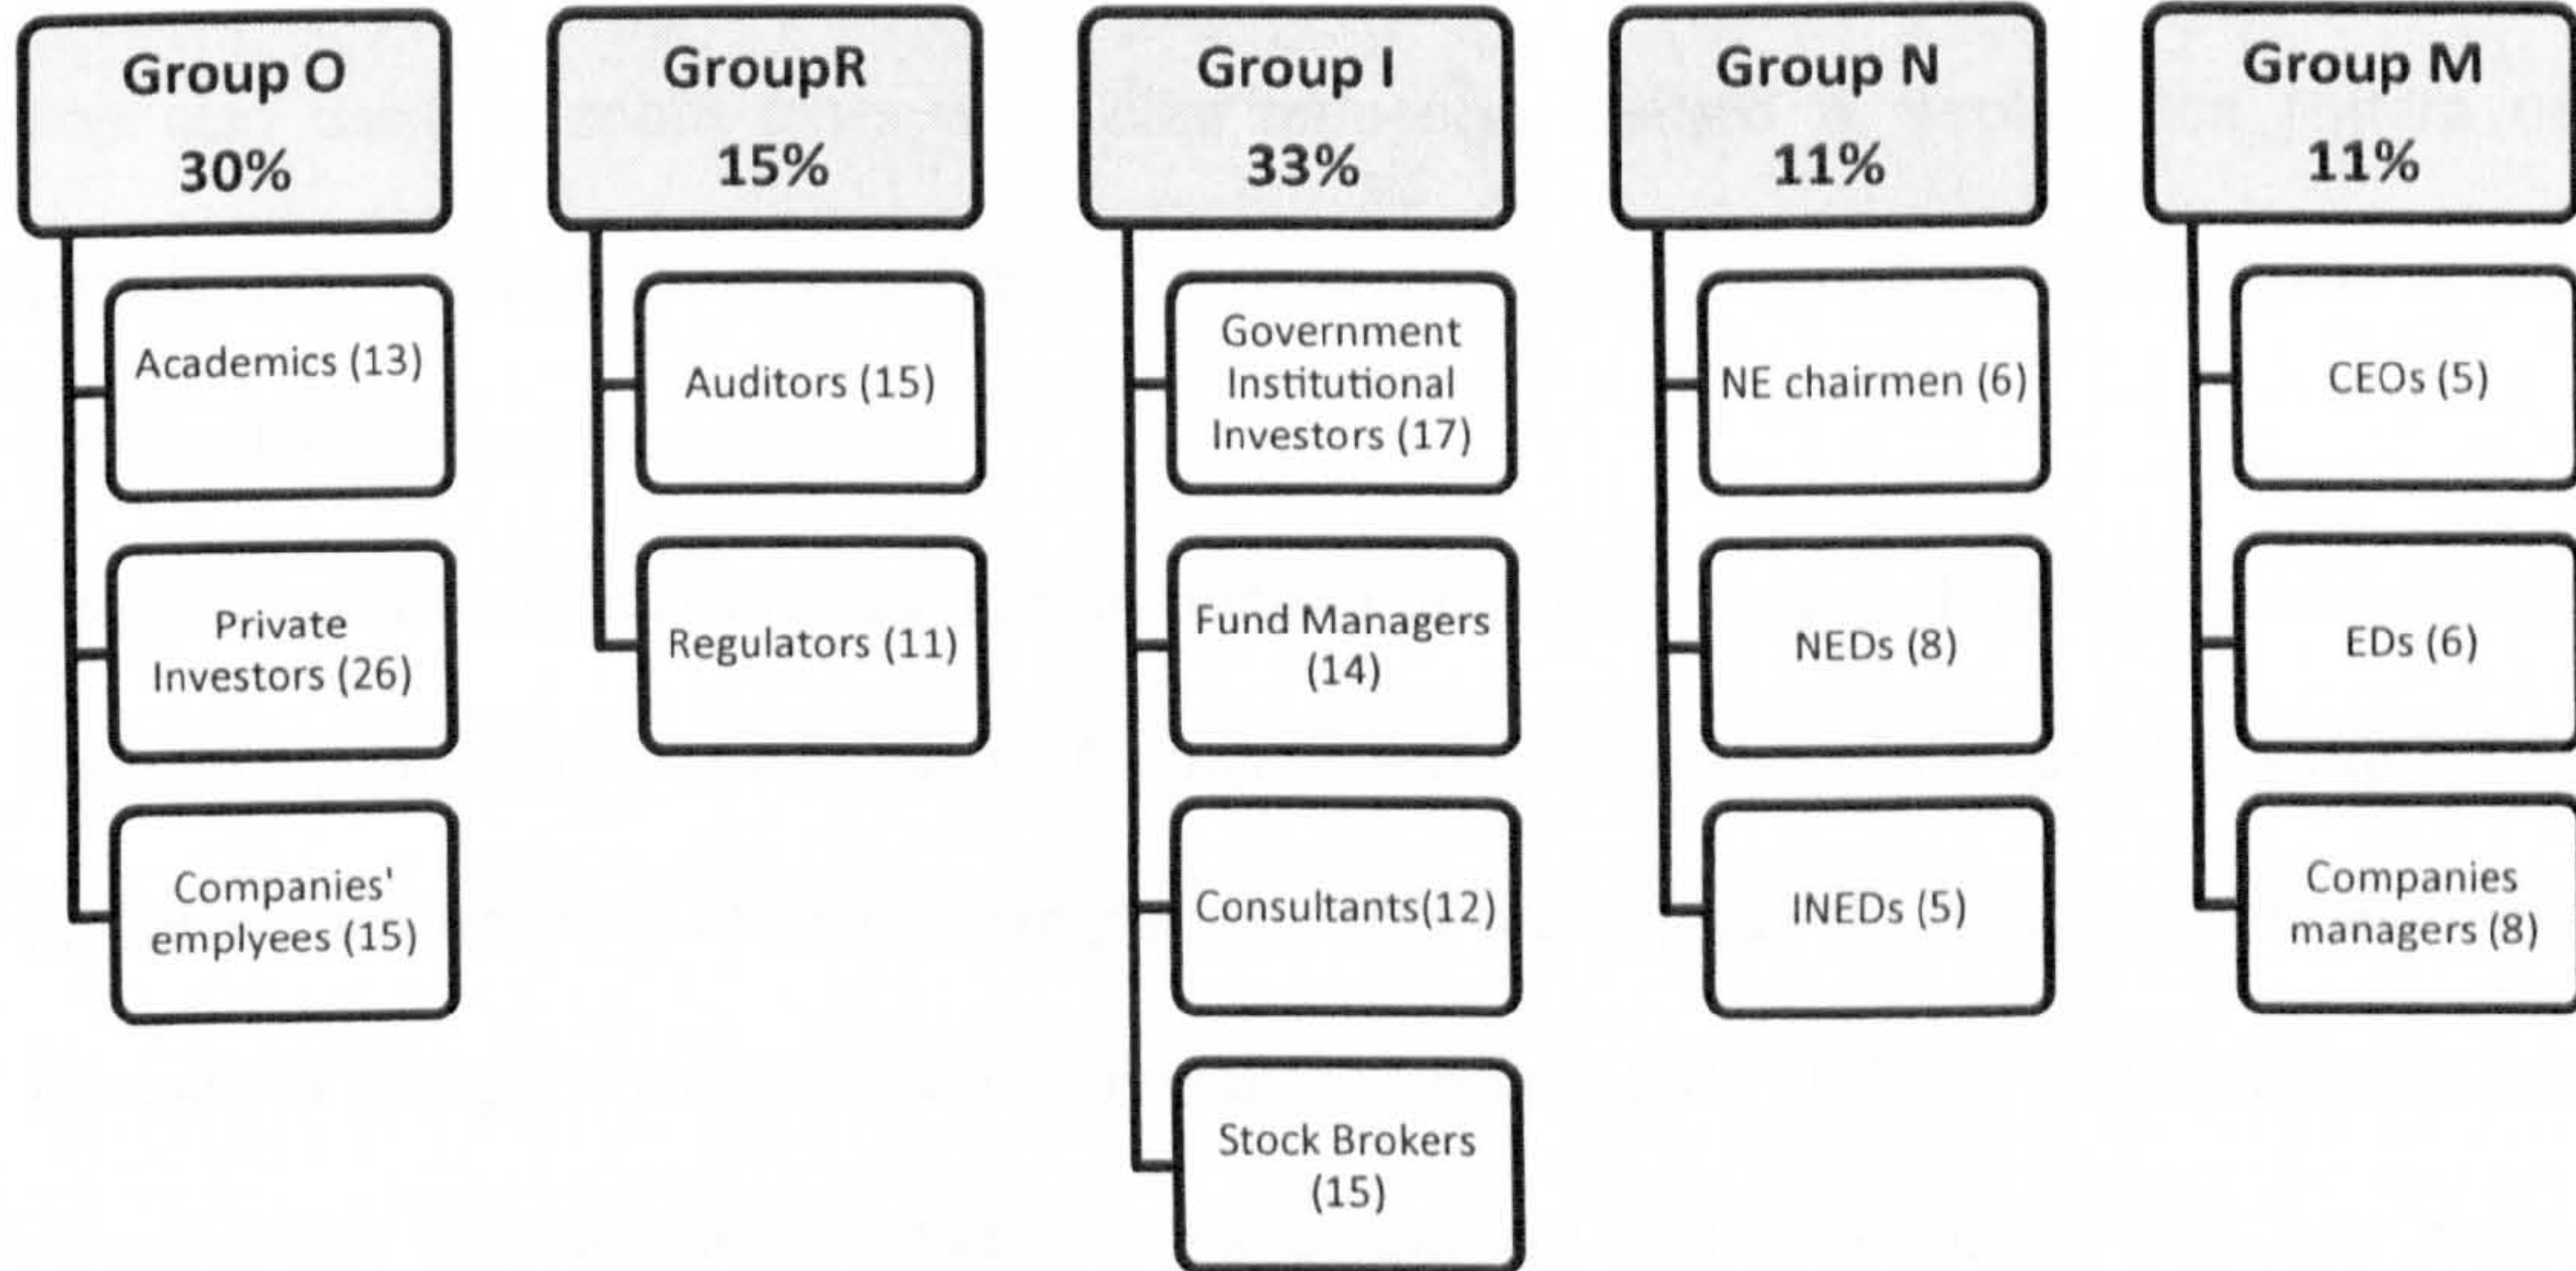 Group O
30%
Academics (13)
Private
Investors (26)
Companies'
emplyees (15)
GroupR
15%
Auditors (15)
Regulators (11)
Group I
33%
Government
Institutional
Investors (17)
Fund Managers
(14)
Consultants(12)
Stock Brokers
(15)
Group N
11%
NE chairmen (6)
NEDs (8)
INEDs (5)
Group M
11%
CEOs (5)
EDs (6)
Companies
managers (8)